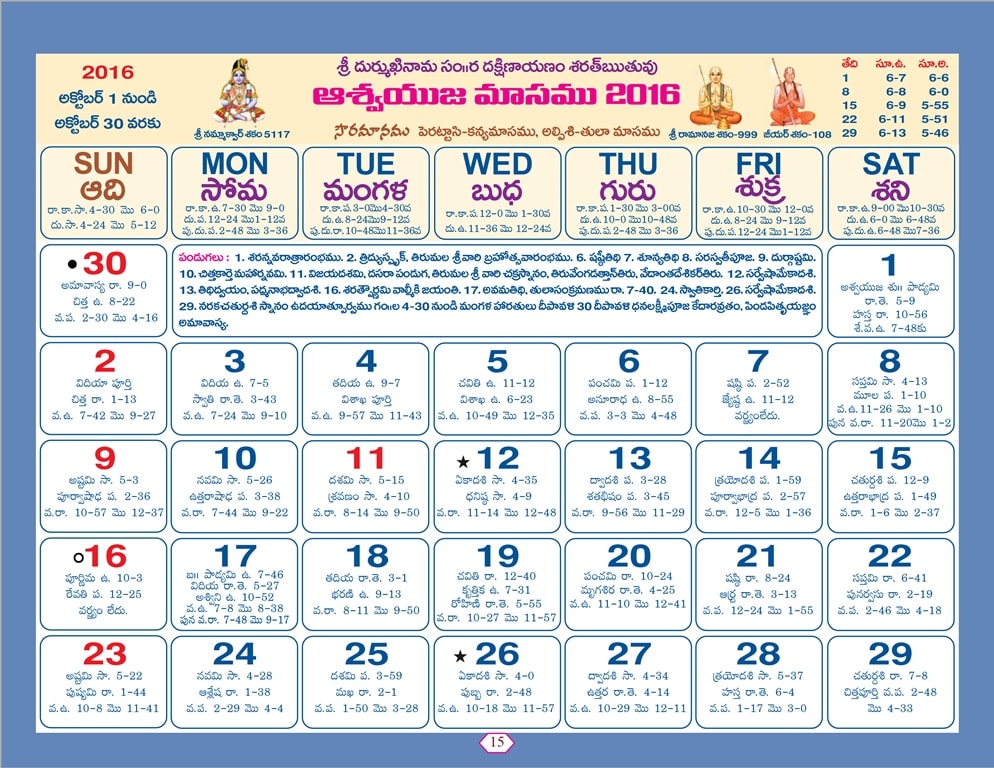 2016
అక్టోబర్ 1 నుండి
అక్టోబర్ 30 వరకు
శ్రీ నమ్మాళ్వార్ శకం 5117
శ్రీ దుర్ముఖినామ సం॥ర దక్షిణాయణం శరత్ఋతువు
ఆశ్వయుజ మాసము 2016
సౌరమానము పెరట్టాసి-కన్యమాసము, అల్పిశి-తులా మాసము
శ్రీ రామానుజ శకం-999 జీయర్ శకం-108
తేది సూ.ఉ. సూ.అ.
1 6-7 6-6
8 6-8 6-0
15 6-9 5-55
22 6-11 5-51
29 6-13 5-46
SUN MON TUE WED THU FRI SAT
ఆది సోమ మంగళ బుధ గురు శుక్ర శని
రా.కా.సా.4-30 మొ 6-0
దు.సా. 4-24 మొ 5-12
రా.కా.ఉ.7-30 మొ 9-0
దు.ప.12-24 మొ1-12వ
పు.దు.ప.2-48 మొ 3-36
రా.కా.ప.3-0మొ4-30వ
దు.ఉ.8-24మొ9-12వ
పు.దు.రా.10-48మొ11-36వ
రా.కా.ప.12-0 మొ 1-30వ
దు.ఉ.11-36 మొ 12-24వ
రా.కా.ప.1-30 మొ 3-00వ
దు.ఉ.10-0 మొ10-48వ
పు.దు.ప.2-48 మొ 3-36వ
రా.కా.ఉ.10-30 మొ 12-0వ
దు.ఉ.8-24 మొ 9-12వ
పు.దు.ప.12-24 మొ1-12వ
రా.కా.ఉ.9-00 మొ10-30వ
దు.ఉ.6-0 మొ 6-48వ
పు.దు.ఉ.6-48 మొ7-36
30
అమావాస్య రా. 9-0
చిత్త ఉ. 8-22
వ.ప. 2-30 మొ 4-16
పండుగలు : 1. శరన్నవరాత్రారంభము. 2. త్రిద్యుస్పృక్, తిరుమల శ్రీవారి బ్రహ్మోత్సవారంభము. 6. షష్ఠీతిథి 7. శూన్యతిథి 8. సరస్వతీపూజ. 9. దుర్గాష్టమి.
10. చిత్తకార్తె మహర్నవమి. 11. విజయదశమి, దసరా పండుగ, తిరుమల శ్రీ వారి చక్రస్నానం, తిరువేంగడత్తాన్‌తిరు, వేదాంతదేశికర్‌తిరు. 12. సర్వేషామేకాదశి.
13. తిథిద్వయం, పద్మనాభద్వాదశి. 16. శరత్పౌర్ణమి వాల్మీకి జయంతి. 17. అవమతిథి, తులాసంక్రమణము రా. 7-40. 24. స్వాతికార్తె. 26. సర్వేషామేకాదశి.
29. నరకచతుర్దశి స్నానం ఉదయాత్పూర్వము గం॥ల 4-30 నుండి మంగళ హారతులు దీపావళి 30 దీపావళి ధనలక్ష్మీపూజ కేదారవ్రతం, పిండపితృయజ్ఞం
అమావాస్య.
1
అశ్వయుజ శు॥ పాడ్యమి
రా.తె. 5-9
హస్త రా. 10-56
శే.వ.ఉ. 7-48కు
2
విదియా పూర్తి
చిత్త రా. 1-13
వ.ఉ. 7-42 మొ 9-27
3
విదియ ఉ. 7-5
స్వాతి రా.తె. 3-43
వ.ఉ. 7-24 మొ 9-10
4
తదియ ఉ. 9-7
విశాఖ పూర్తి
వ.ఉ. 9-57 మొ 11-43
5
చవితి ఉ. 11-12
విశాఖ ఉ. 6-23
వ.ఉ. 10-49 మొ 12-35
6
పంచమి ప. 1-12
అనూరాధ ఉ. 8-55
వ.ప. 3-3 మొ 4-48
7
షష్ఠి ప. 2-52
జ్యేష్ఠ ఉ. 11-12
వర్జ్యంలేదు.
8
సప్తమి సా. 4-13
మూల ప. 1-10
వ.ఉ.11-26 మొ 1-10
పున వ.రా. 11-20మొ 1-2
9
అష్టమి సా. 5-3
పూర్వాషాఢ ప. 2-36
వ.రా. 10-57 మొ 12-37
10
నవమి సా. 5-26
ఉత్తరాషాఢ ప. 3-38
వ.రా. 7-44 మొ 9-22
11
దశమి సా. 5-15
శ్రవణం సా. 4-10
వ.రా. 8-14 మొ 9-50
★ 12
ఏకాదశి సా. 4-35
ధనిష్ఠ సా. 4-9
వ.రా. 11-14 మొ 12-48
13
ద్వాదశి ప. 3-28
శతభిషం ప. 3-45
వ.రా. 9-56 మొ 11-29
14
త్రయోదశి ప. 1-59
పూర్వాభాద్ర ప. 2-57
వ.రా. 12-5 మొ 1-36
15
చతుర్దశి ప. 12-9
ఉత్తరాభాద్ర ప. 1-49
వ.రా. 1-6 మొ 2-37
16
పూర్ణిమ ఉ. 10-3
రేవతి ప. 12-25
వర్జ్యం లేదు.
17
బ॥ పాడ్యమి ఉ. 7-46
విదియ రా.తె. 5-27
అశ్విని ఉ. 10-52
వ.ఉ. 7-8 మొ 8-38
పున వ.రా. 7-48 మొ 9-17
18
తదియ రా.తె. 3-1
భరణి ఉ. 9-13
వ.రా. 8-11 మొ 9-50
19
చవితి రా. 12-40
కృత్తిక ఉ. 7-31
రోహిణి రా.తె. 5-55
వ.రా. 10-27 మొ 11-57
20
పంచమి రా. 10-24
మృగశిర రా.తె. 4-25
వ.ఉ. 11-10 మొ 12-41
21
షష్ఠి రా. 8-24
ఆర్ద్ర రా.తె. 3-13
వ.ప. 12-24 మొ 1-55
22
సప్తమి రా. 6-41
పునర్వసు రా. 2-19
వ.ప. 2-46 మొ 4-18
23
అష్టమి సా. 5-22
పుష్యమి రా. 1-44
వ.ఉ. 10-8 మొ 11-41
24
నవమి సా. 4-28
ఆశ్లేష రా. 1-38
వ.ప. 2-29 మొ 4-4
25
దశమి ప. 3-59
మఖ రా. 2-1
వ.ప. 1-50 మొ 3-28
★ 26
ఏకాదశి సా. 4-0
పుబ్బ రా. 2-48
వ.ఉ. 10-18 మొ 11-57
27
ద్వాదశి సా. 4-34
ఉత్తర రా.తె. 4-14
వ.ఉ. 10-29 మొ 12-11
28
త్రయోదశి సా. 5-37
హస్త రా.తె. 6-4
వ.ప. 1-17 మొ 3-0
29
చతుర్దశి రా. 7-8
చిత్తపూర్తి వ.ప. 2-48
మొ 4-33
15